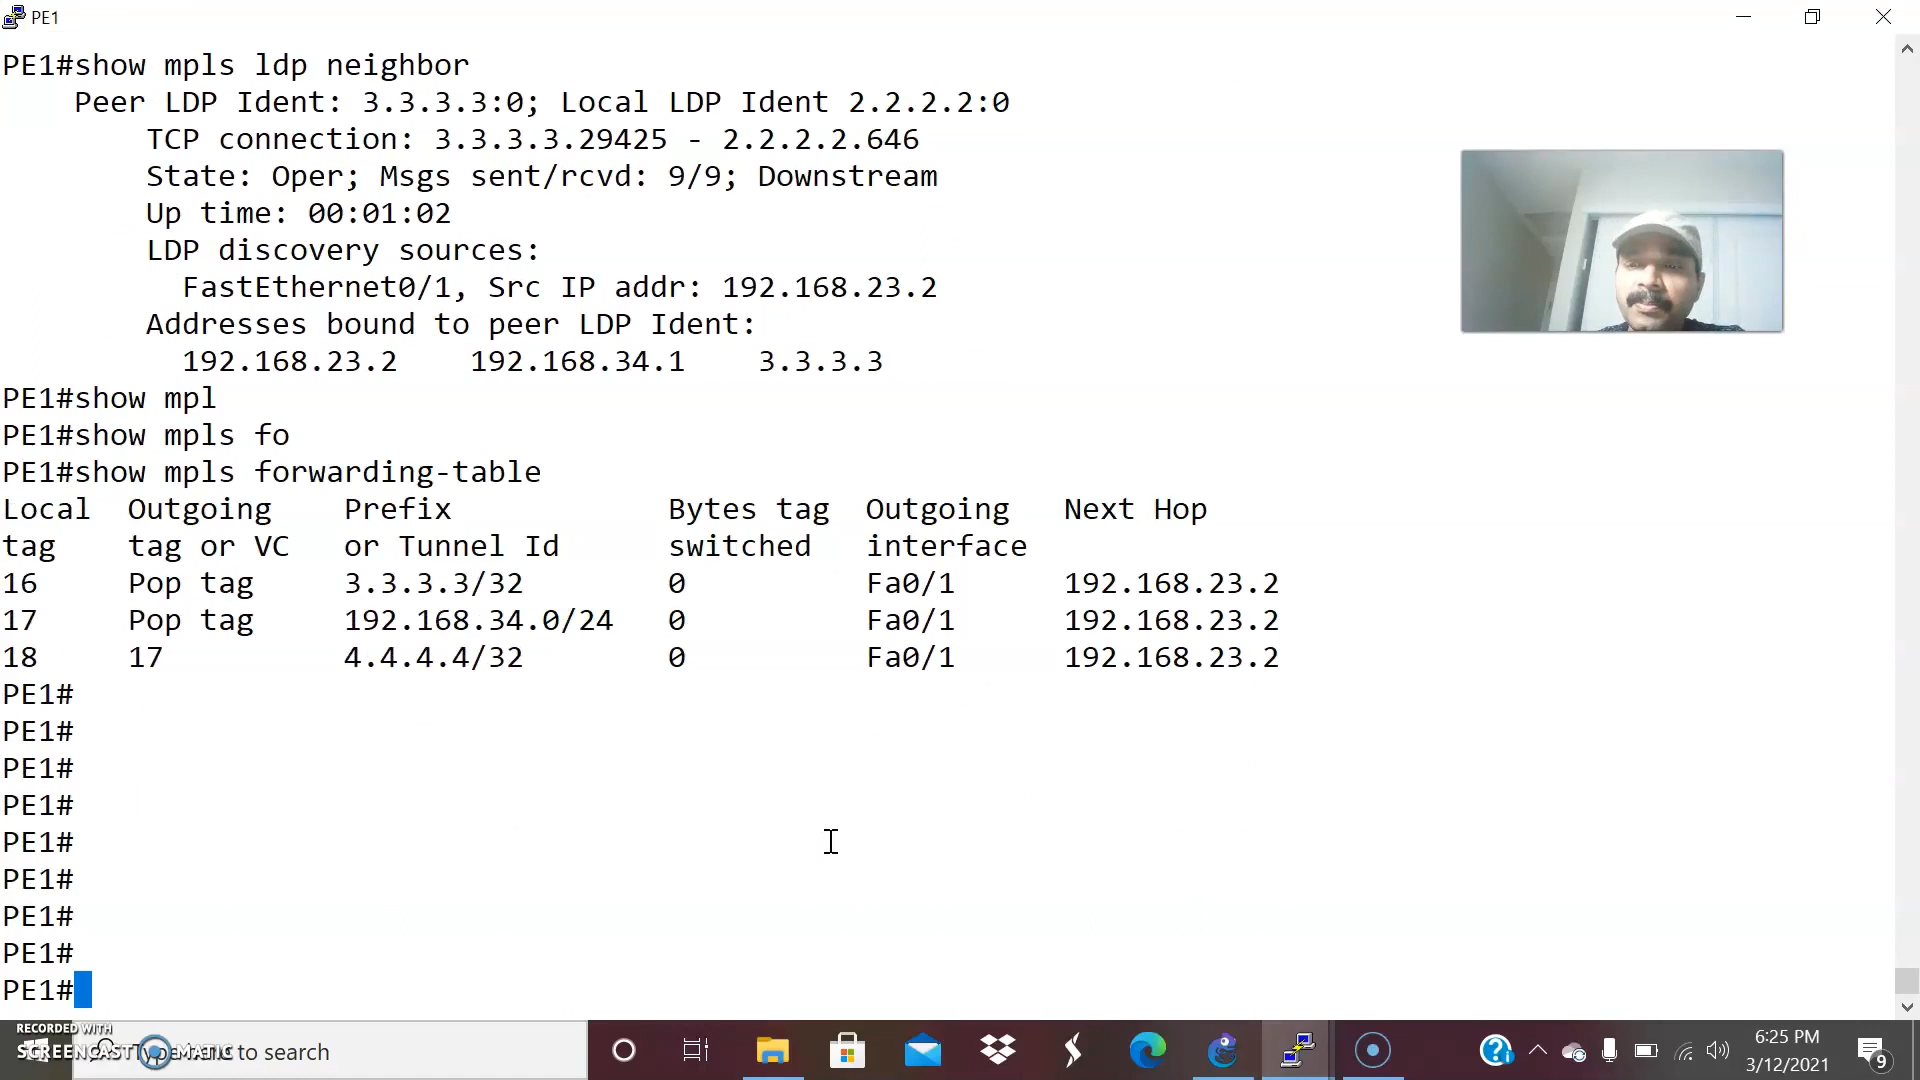 PE1
PE1#show mpls ldp neighbor
    Peer LDP Ident: 3.3.3.3:0; Local LDP Ident 2.2.2.2:0
        TCP connection: 3.3.3.3.29425 - 2.2.2.2.646
        State: Oper; Msgs sent/rcvd: 9/9; Downstream
        Up time: 00:01:02
        LDP discovery sources:
          FastEthernet0/1, Src IP addr: 192.168.23.2
        Addresses bound to peer LDP Ident:
          192.168.23.2    192.168.34.1    3.3.3.3
PE1#show mpl
PE1#show mpls fo
PE1#show mpls forwarding-table
Local  Outgoing    Prefix            Bytes tag  Outgoing   Next Hop
tag    tag or VC   or Tunnel Id      switched   interface
16     Pop tag     3.3.3.3/32        0          Fa0/1      192.168.23.2
17     Pop tag     192.168.34.0/24   0          Fa0/1      192.168.23.2
18     17          4.4.4.4/32        0          Fa0/1      192.168.23.2
PE1#
PE1#
PE1#
PE1#
PE1#
PE1#
PE1#
PE1#
PE1#
RECORDED WITH
SCREENCAST MATIC
to search
6:25 PM
3/12/2021
9